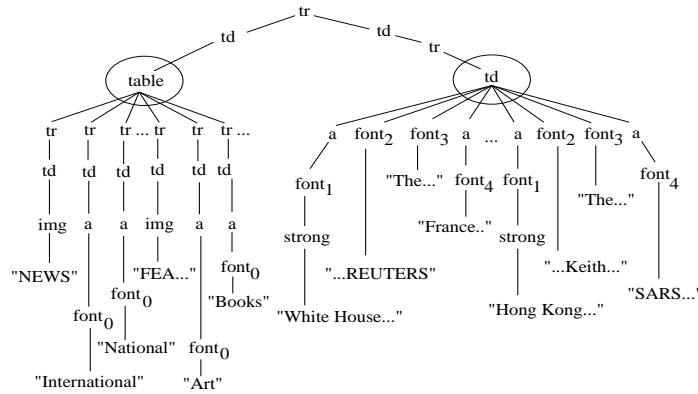 tr
td td
tr
table td
tr tr tr ... tr tr tr ... a font2 font3 a ... a font2 font3 a
td td td td td td "The..." "The..."
font1 font4 font1 font4
img a a img a a "France.."
strong strong
"NEWS" "FEA..." font0 "...REUTERS" "...Keith..."
font0 font0 "Books" "White House..." "Hong Kong..." "SARS..."
"National" font0
"International" "Art"